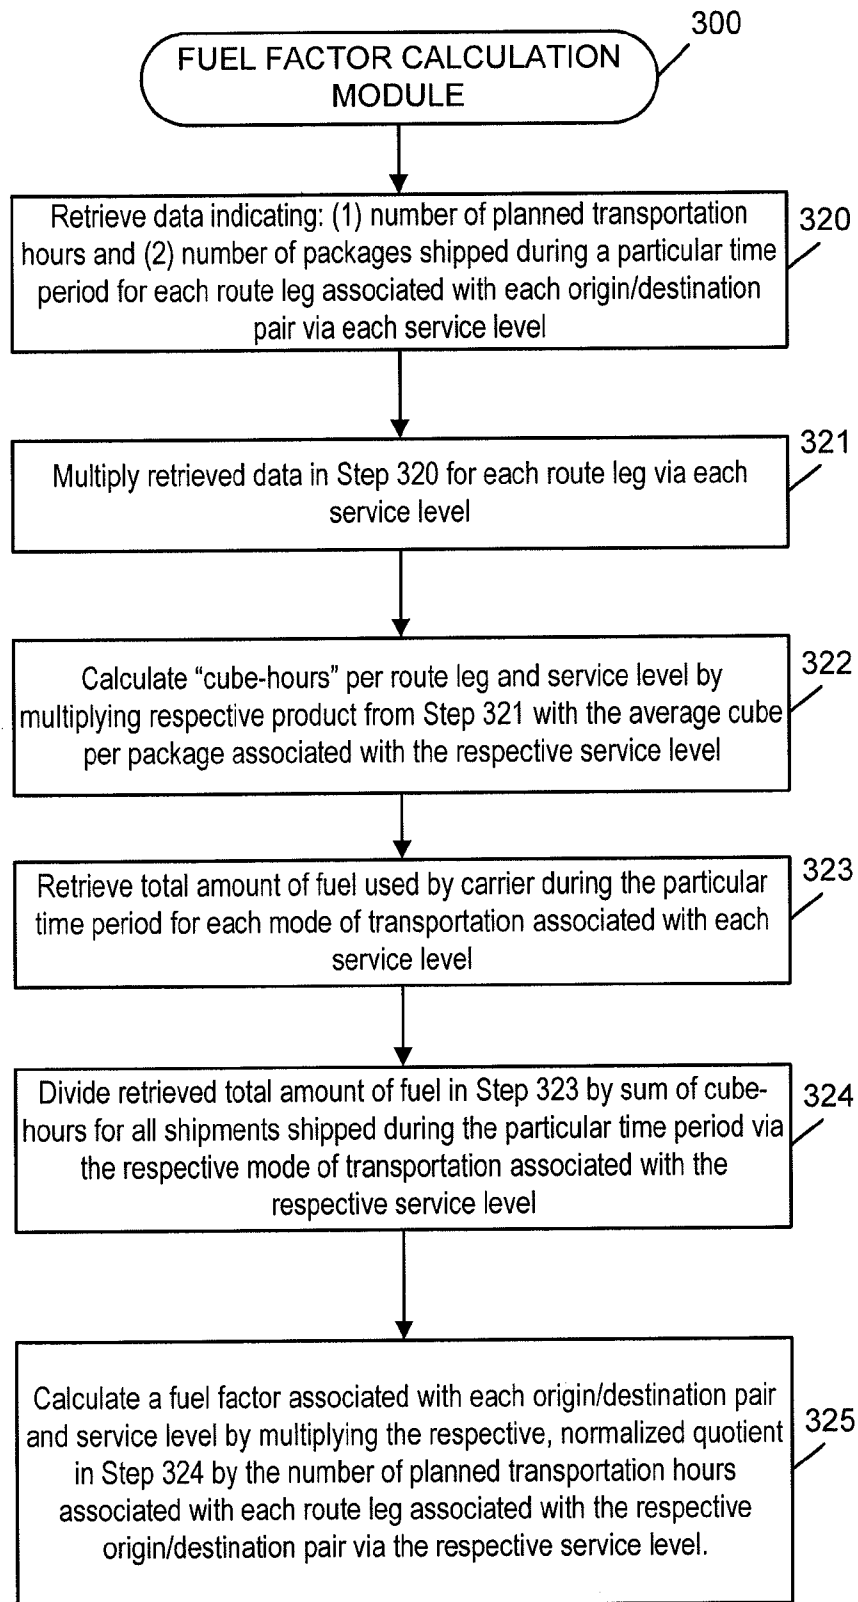 300
FUEL FACTOR CALCULATION
MODULE
320
Retrieve data indicating: (1) number of planned transportation
hours and (2) number of packages shipped during a particular time
period for each route leg associated with each origin/destination
pair via each service level
321
Multiply retrieved data in Step 320 for each route leg via each
service level
322
Calculate “cube-hours” per route leg and service level by
multiplying respective product from Step 321 with the average cube
per package associated with the respective service level
323
Retrieve total amount of fuel used by carrier during the particular
time period for each mode of transportation associated with each
service level
324
Divide retrieved total amount of fuel in Step 323 by sum of cube-
hours for all shipments shipped during the particular time period via
the respective mode of transportation associated with the
respective service level
325
Calculate a fuel factor associated with each origin/destination pair
and service level by multiplying the respective, normalized quotient
in Step 324 by the number of planned transportation hours
associated with each route leg associated with the respective
origin/destination pair via the respective service level.